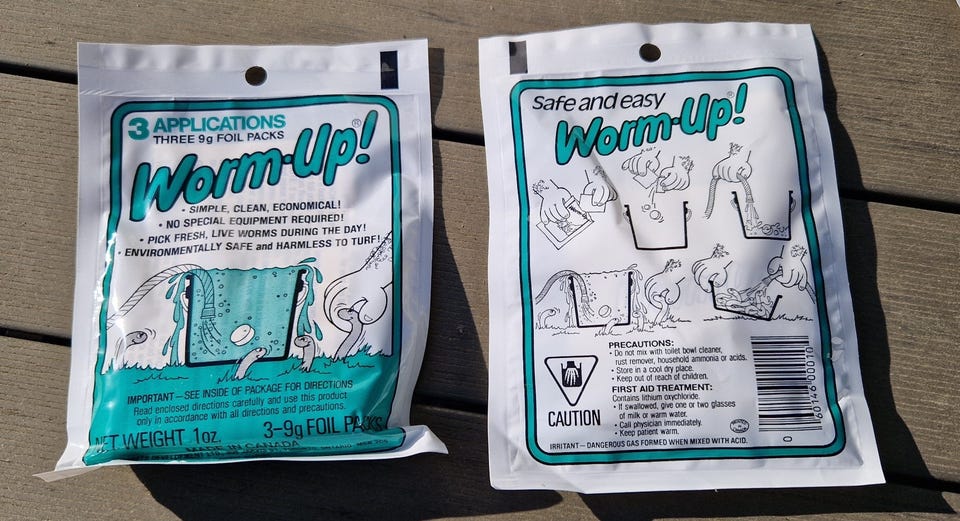 3 APPLICATIONS
THREE 9g FOIL PACKS
Worm-Up!®
• SIMPLE, CLEAN, ECONOMICAL!
• NO SPECIAL EQUIPMENT REQUIRED!
• PICK FRESH, LIVE WORMS DURING THE DAY!
• ENVIRONMENTALLY SAFE and HARMLESS TO TURF!
IMPORTANT—SEE INSIDE OF PACKAGE FOR DIRECTIONS
Read enclosed directions carefully and use this product
only in accordance with all directions and precautions.
NET WEIGHT 1oz. 3–9g FOIL PACKS
MADE IN CANADA
Safe and easy
Worm-Up!®
PRECAUTIONS:
• Do not mix with toilet bowl cleaner,
rust remover, household ammonia or acids.
• Store in a cool dry place.
• Keep out of reach of children.
FIRST AID TREATMENT:
Contains lithium oxychloride.
• If swallowed, give one or two glasses
of milk or warm water.
• Call physician immediately.
• Keep patient warm.
CAUTION
IRRITANT—DANGEROUS GAS FORMED WHEN MIXED WITH ACID.
0